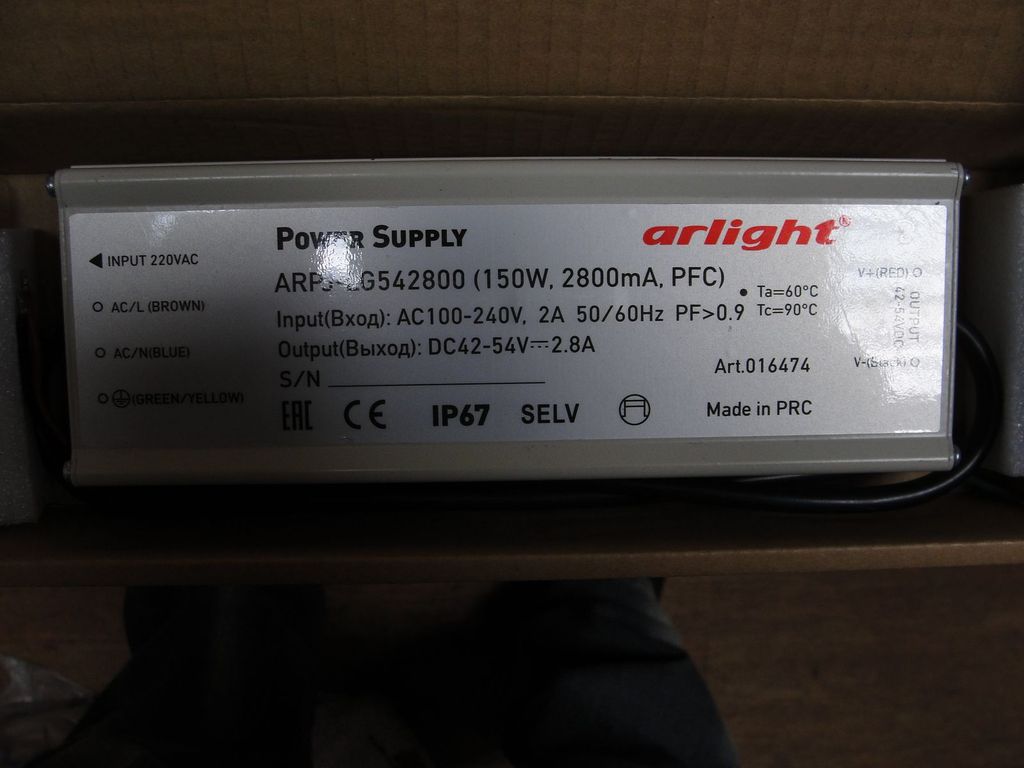 POWER SUPPLY
arlight®
INPUT 220VAC
AC/L (BROWN)
AC/N(BLUE)
(GREEN/YELLOW)
(150W, 2800mA, PFC)
Input(Вход): AC100-240V, 2A 50/60Hz PF>0.9
Output(Выход): DC42-54V⎓2.8A
S/N
Ta=60°C
Tc=90°C
Art.016474
EAC CE IP67 SELV
Made in PRC
V+(RED)
OUTPUT
42-54VDC
V-(Black)